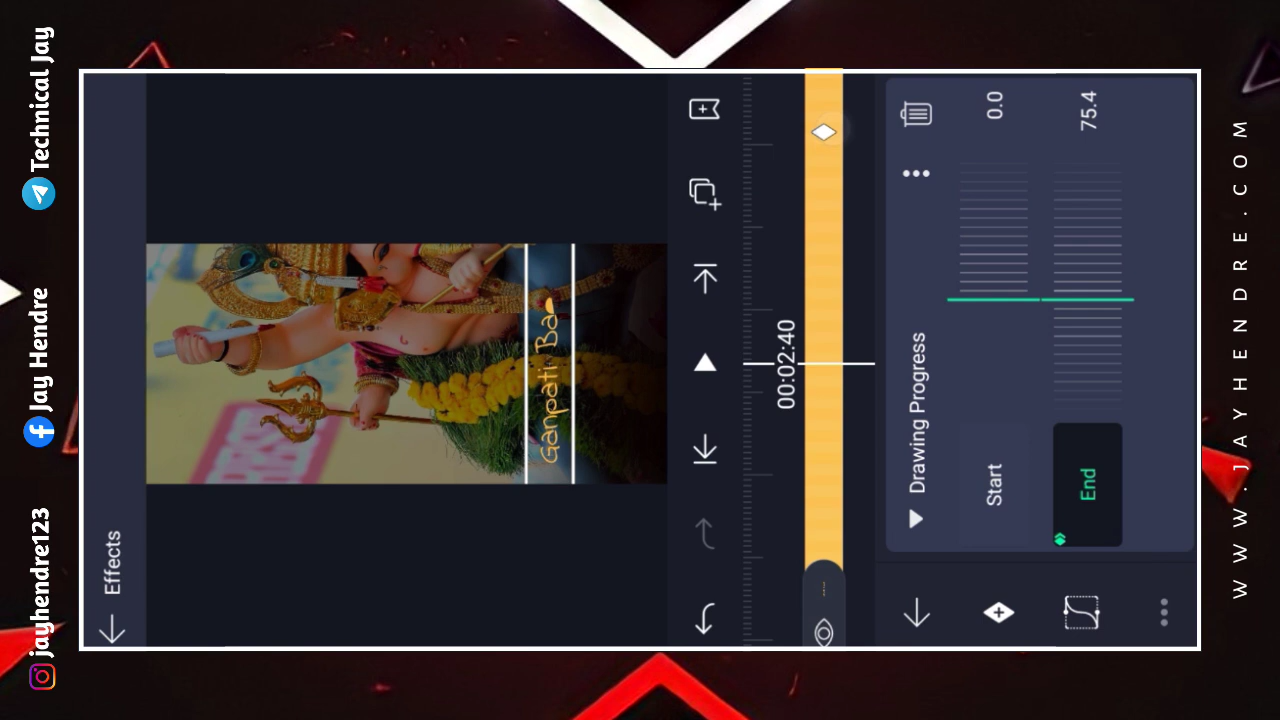 Effects
Ganpati Ba
00:02:40
Drawing Progress
Start
0.0
End
75.4
jayhendre123
Jay Hendre
Technical Jay
WWW.JAYHENDRE.COM